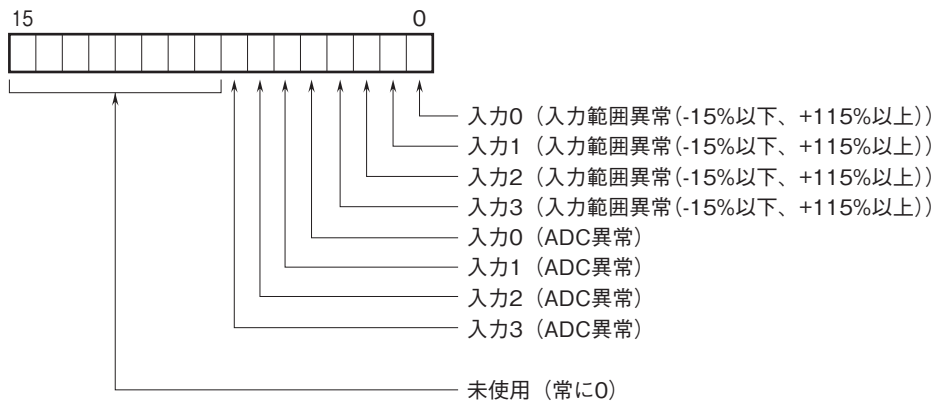 15 0
入力0（入力範囲異常（-15%以下、+115%以上））
入力1（入力範囲異常（-15%以下、+115%以上））
入力2（入力範囲異常（-15%以下、+115%以上））
入力3（入力範囲異常（-15%以下、+115%以上））
入力0（ADC異常）
入力1（ADC異常）
入力2（ADC異常）
入力3（ADC異常）
未使用（常に0）